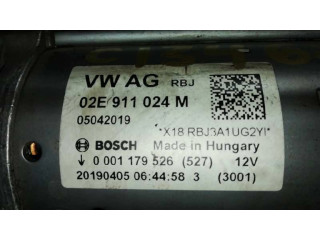 VW AG RBJ
02E 911 024 M
05042019
*X18 RBJ3A1UG2YI*
BOSCH Made in Hungary
0 001 179 526 (527) 12V
20190405 06:44:58 3 (3001)